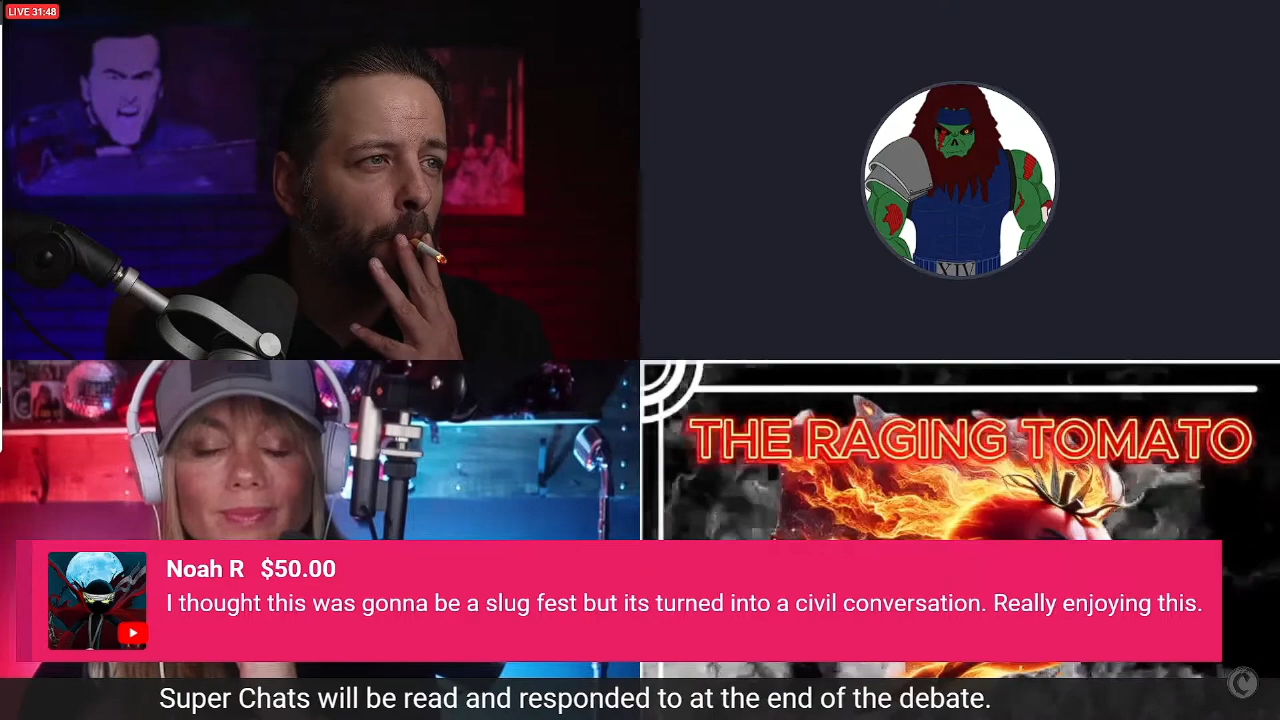 LIVE 31:48
XIV
THE RAGING TOMATO
Noah R $50.00
I thought this was gonna be a slug fest but its turned into a civil conversation. Really enjoying this.
Super Chats will be read and responded to at the end of the debate.